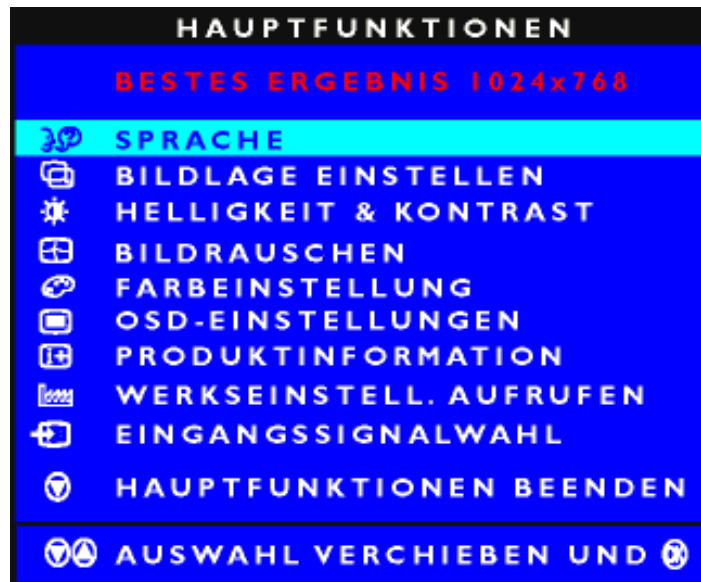 HAUPTFUNKTIONEN
BESTES ERGEBNIS 1024x768
SPRACHE
BILDLAGE EINSTELLEN
HELLIGKEIT & KONTRAST
BILDRAUSCHEN
FARBEINSTELLUNG
OSD-EINSTELLUNGEN
PRODUKTINFORMATION
WERKSEINSTELL. AUFRUFEN
EINGANGSSIGNALWAHL
HAUPTFUNKTIONEN BEENDEN
AUSWAHL VERCHIEBEN UND OK